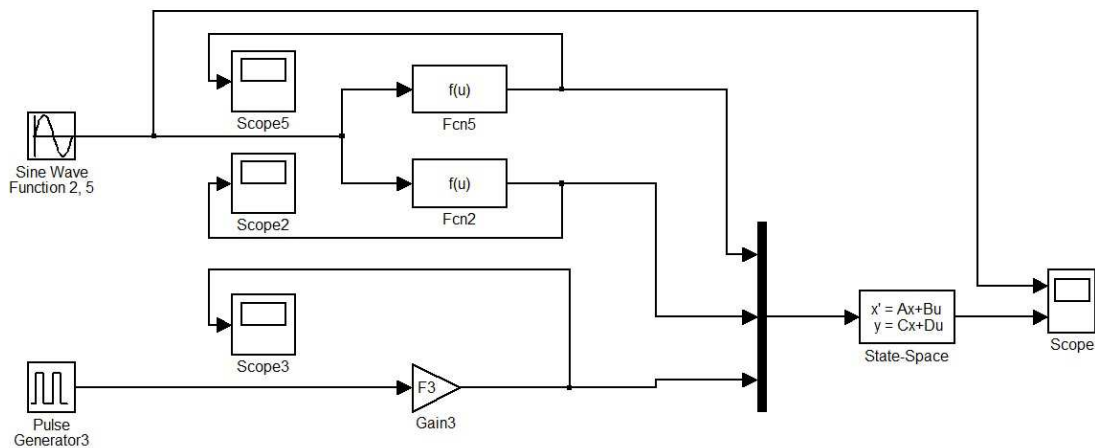 Scope5
f(u)
Fcn5
Sine Wave
Function 2, 5
Scope2
f(u)
Fcn2
x' = Ax+Bu
y = Cx+Du
State-Space
Scope
Scope3
F3
Gain3
Pulse
Generator3